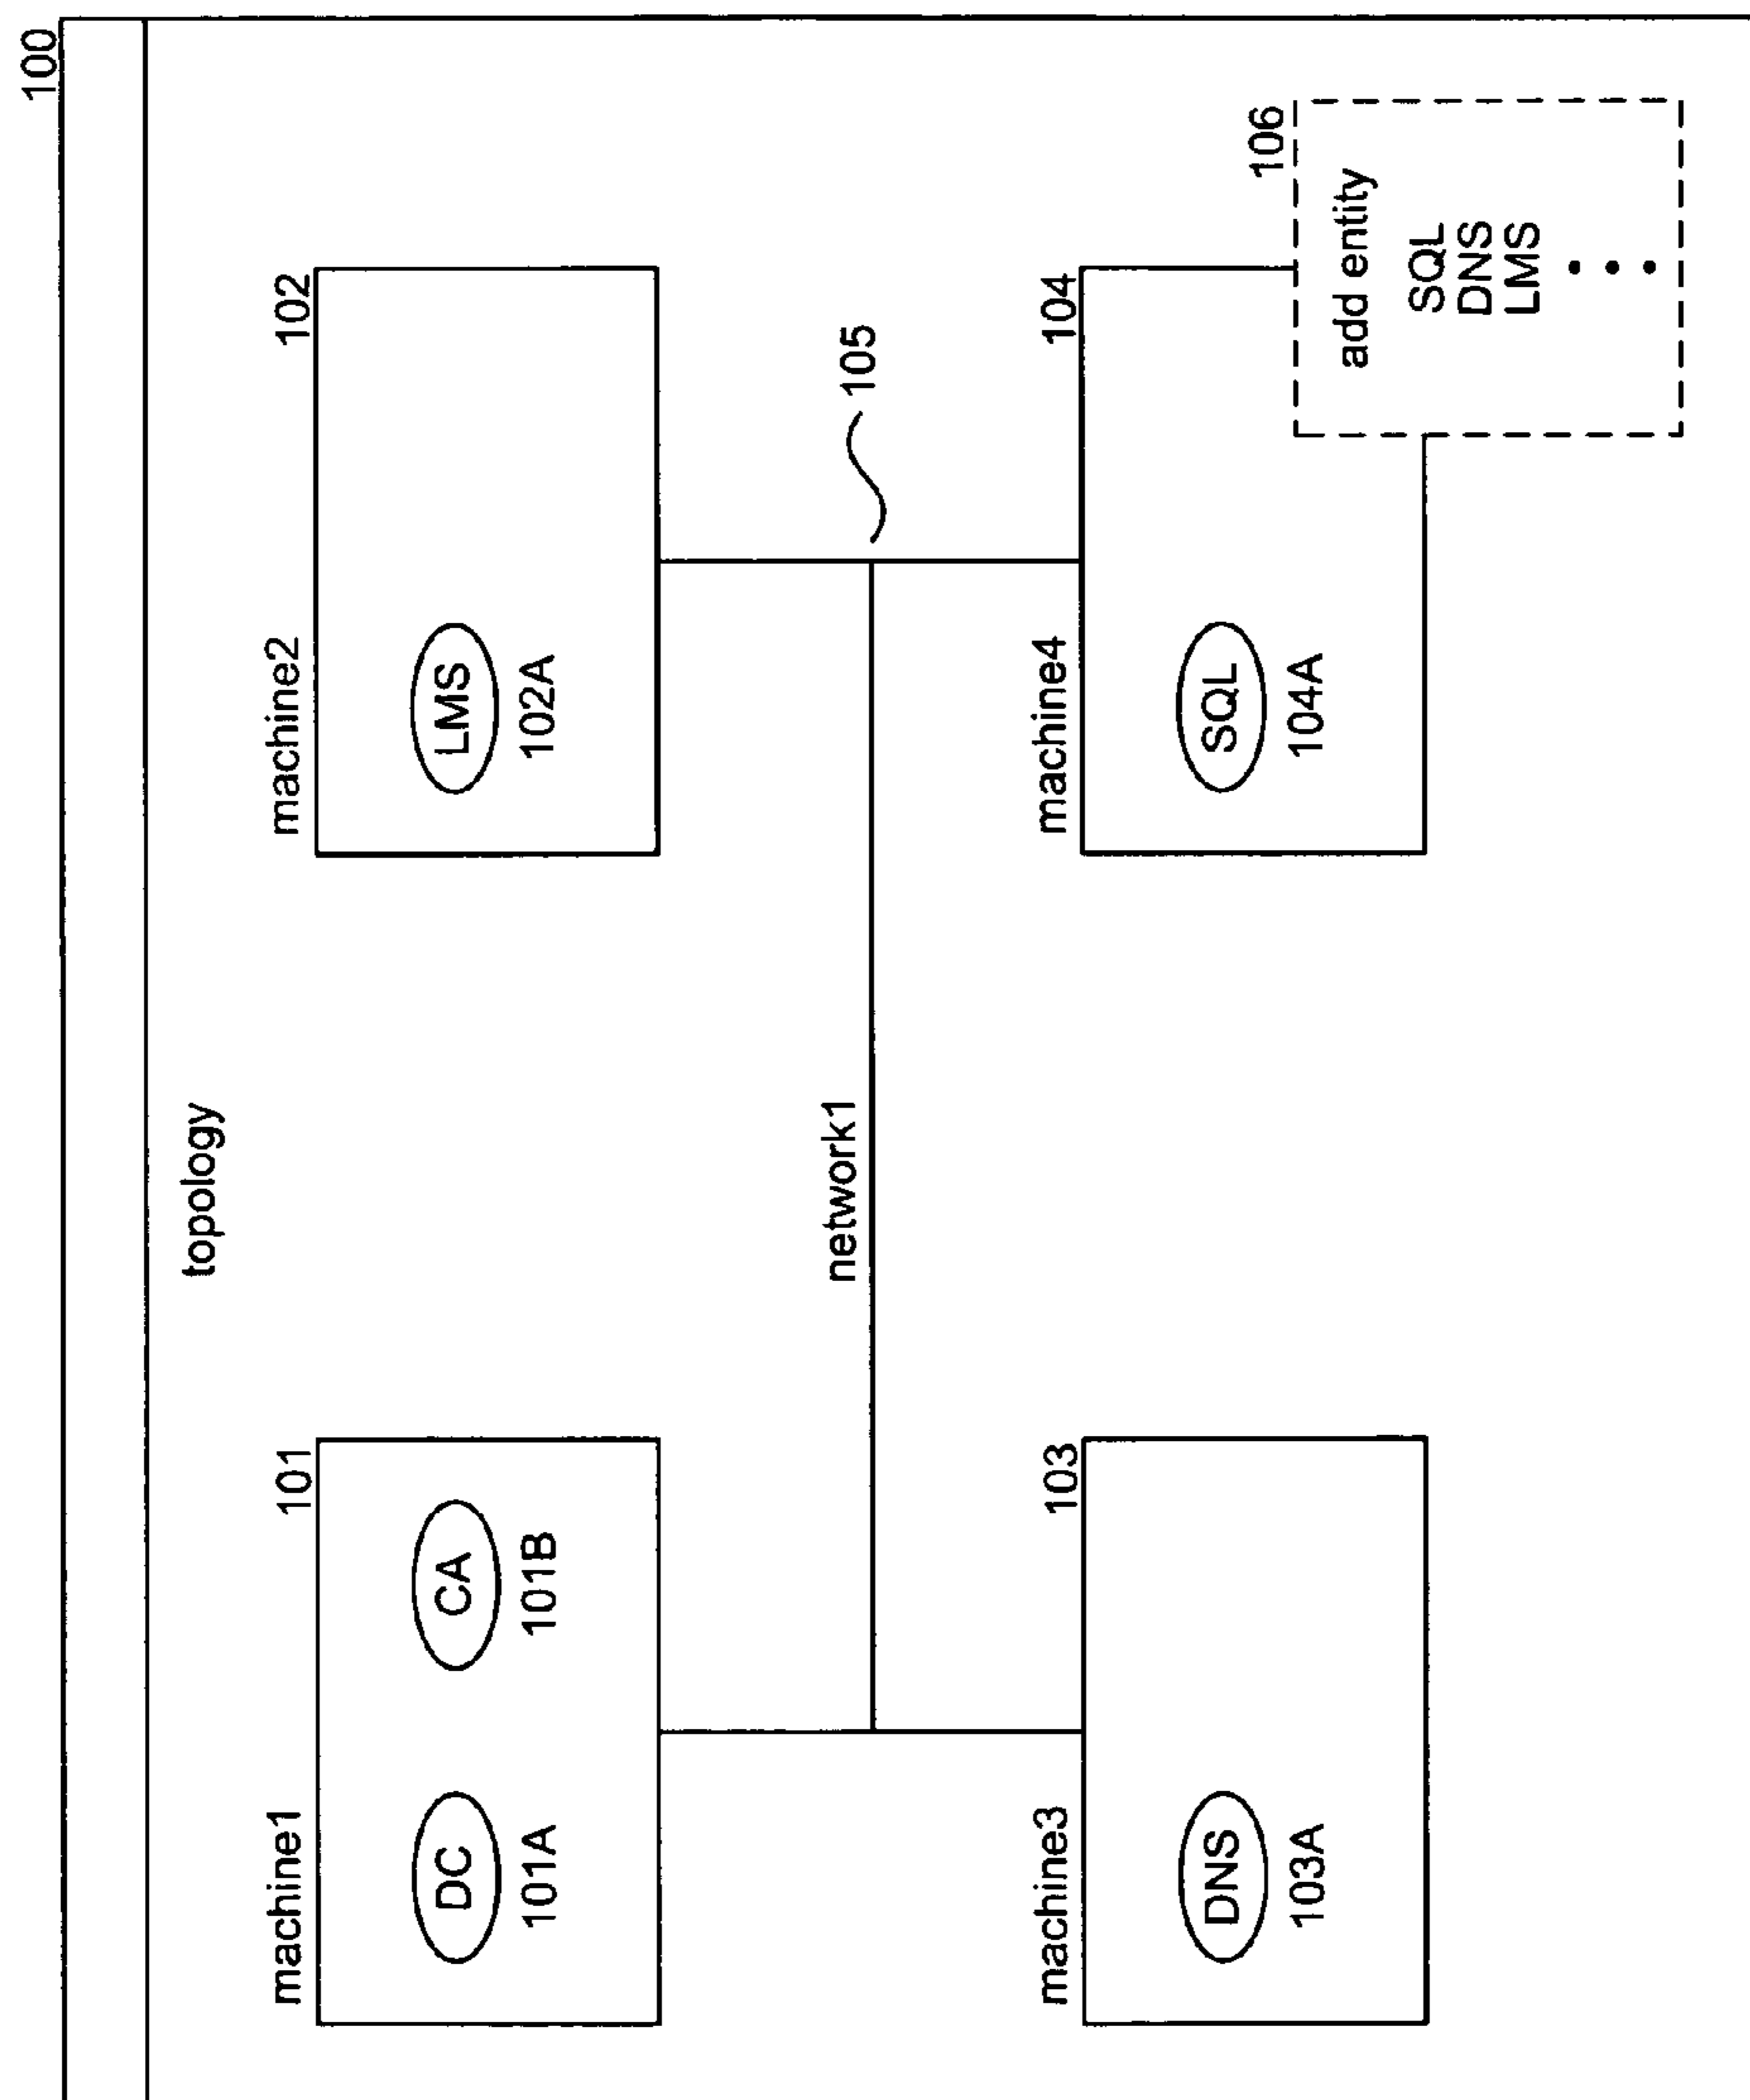 100
topology
machine1
101
DC
CA
101A
101B
machine2
102
LMS
102A
network1
105
machine3
103
DNS
103A
machine4
104
SQL
104A
106
add entity
SQL
DNS
LMS